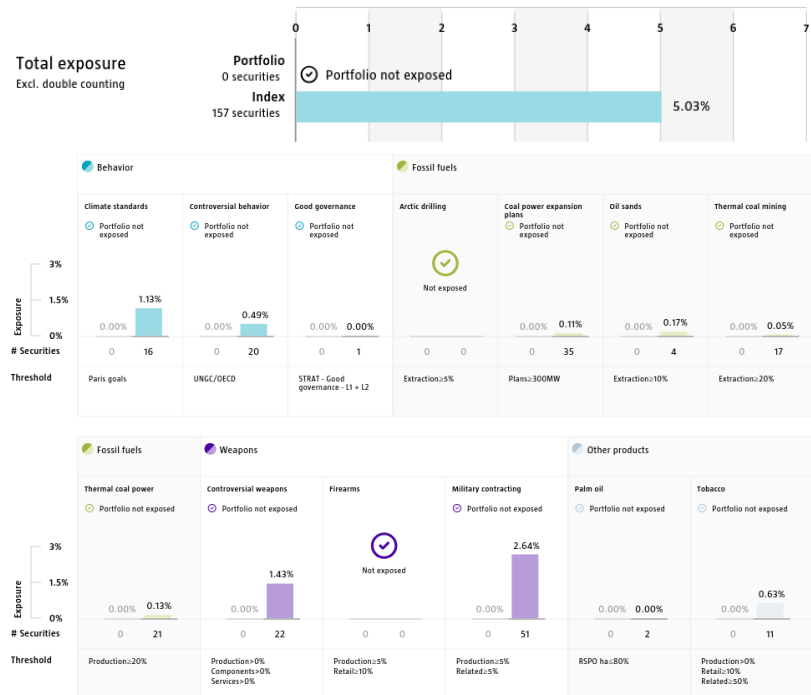 0 1 2 3 4 5 6 7
Total exposure
Excl. double counting
Portfolio
0 securities
Portfolio not exposed
Index
157 securities
5.03%
Behavior
Fossil fuels
Climate standards
Controversial behavior
Good governance
Arctic drilling
Coal power expansion
plans
Oil sands
Thermal coal mining
Portfolio not
exposed
Portfolio not
exposed
Portfolio not
exposed
Not exposed
Portfolio not
exposed
Portfolio not
exposed
Portfolio not
exposed
Exposure
3%
1.5%
0%
0.00% 1.13%
0.00% 0.49%
0.00% 0.00%
0.00% 0.11%
0.00% 0.17%
0.00% 0.05%
# Securities 0 16 0 20 0 1 0 0 0 35 0 4 0 17
Threshold
Paris goals
UNGC/OECD
STRAT - Good
governance - L1 + L2
Extraction≥5%
Plans≥300MW
Extraction≥10%
Extraction≥20%
Fossil fuels
Weapons
Other products
Thermal coal power
Controversial weapons
Firearms
Military contracting
Palm oil
Tobacco
Portfolio not exposed
Portfolio not exposed
Not exposed
Portfolio not exposed
Portfolio not exposed
Portfolio not exposed
Exposure
3%
1.5%
0%
0.00% 0.13%
0.00% 1.43%
0.00% 2.64%
0.00% 0.00%
0.00% 0.63%
# Securities 0 21 0 22 0 0 0 51 0 2 0 11
Threshold
Production≥20%
Production>0%
Components>0%
Services>0%
Production≥5%
Retail≥10%
Production≥5%
Related≥5%
RSPO ha≤80%
Production>0%
Retail≥10%
Related≥50%